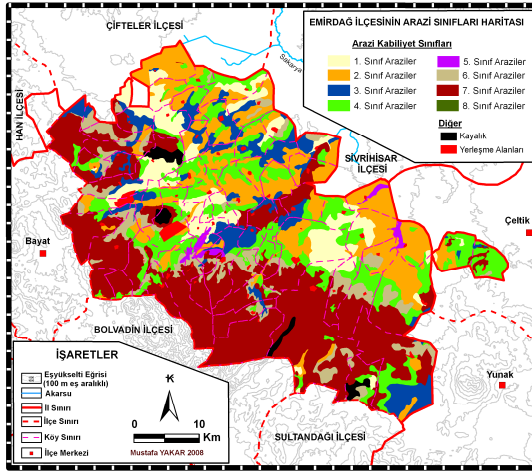 EMİRDAĞ İLÇESİNİN ARAZİ SINIFLARI HARİTASI
Arazi Kabiliyet Sınıfları
1. Sınıf Araziler
2. Sınıf Araziler
3. Sınıf Araziler
4. Sınıf Araziler
5. Sınıf Araziler
6. Sınıf Araziler
7. Sınıf Araziler
8. Sınıf Araziler
Diğer
Kayalık
Yerleşme Alanları
ÇİFTELER İLÇESİ
Sakarya
HAN İLÇESİ
SİVRİHİSAR
İLÇESİ
Çeltik
Bayat
BOLVADİN İLÇESİ
Yunak
SULTANDAĞI İLÇESİ
İŞARETLER
Eşyükselti Eğrisi
(100 m eş aralıklı)
Akarsu
İl Sınırı
İlçe Sınırı
Köy Sınırı
İlçe Merkezi
K
0 10
Km
Mustafa YAKAR 2008